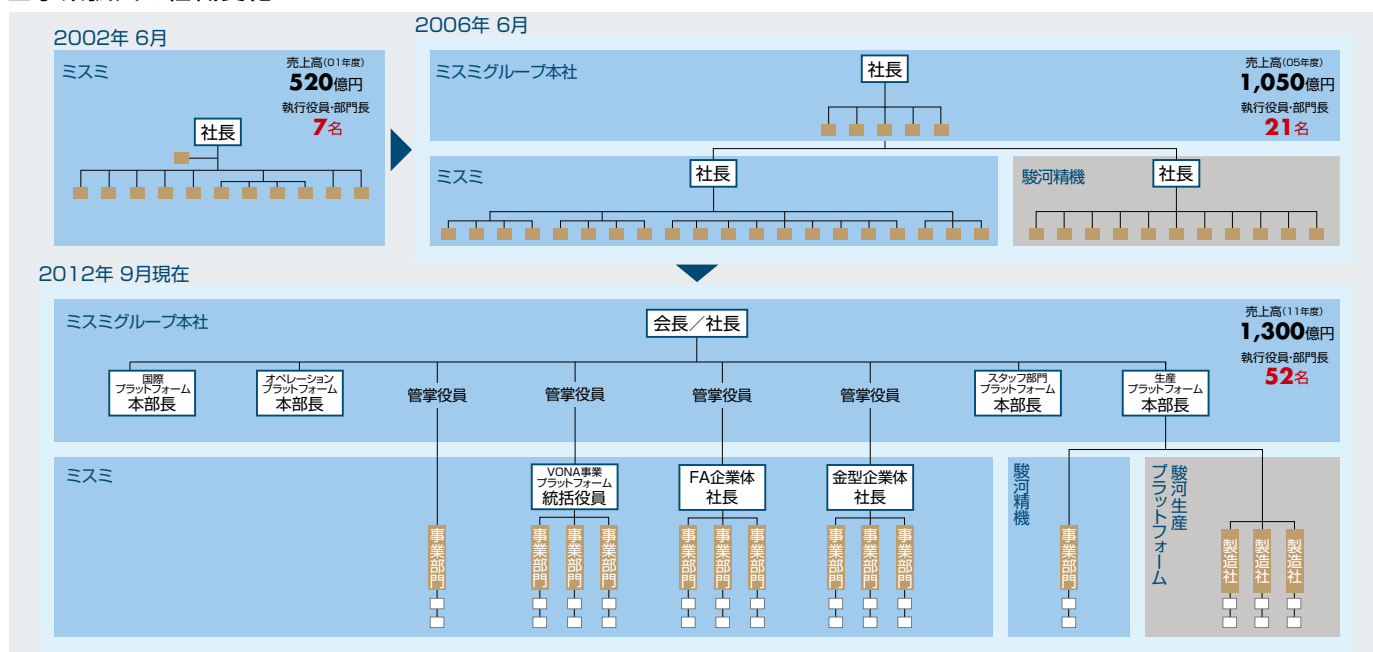 2002年 6月
ミスミ
売上高(01年度)
520億円
執行役員・部門長
7名
社長
2006年 6月
ミスミグループ本社
社長
売上高(05年度)
1,050億円
執行役員・部門長
21名
ミスミ
社長
駿河精機
社長
2012年 9月現在
ミスミグループ本社
会長／社長
売上高(11年度)
1,300億円
執行役員・部門長
52名
国際
プラットフォーム
本部長
オペレーション
プラットフォーム
本部長
管掌役員
管掌役員
管掌役員
管掌役員
スタッフ部門
プラットフォーム
本部長
生産
プラットフォーム
本部長
ミスミ
VONA事業
プラットフォーム
統括役員
FA企業体
社長
金型企業体
社長
事業部門
事業部門
事業部門
事業部門
事業部門
事業部門
事業部門
事業部門
事業部門
事業部門
駿河精機
事業部門
駿河生産
プラットフォーム
製造社
製造社
製造社